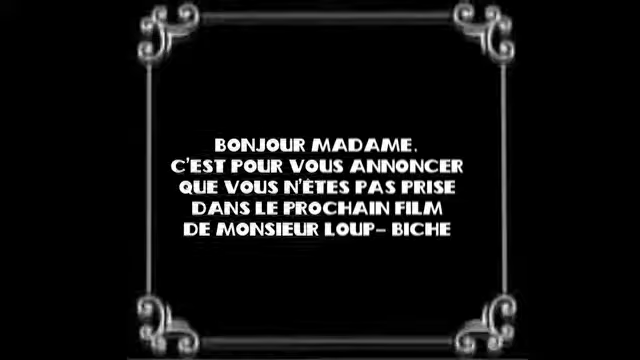 BONJOUR MADAME.
C'EST POUR VOUS ANNONCER
QUE VOUS N'ÊTES PAS PRISE
DANS LE PROCHAIN FILM
DE MONSIEUR LOUP- BICHE